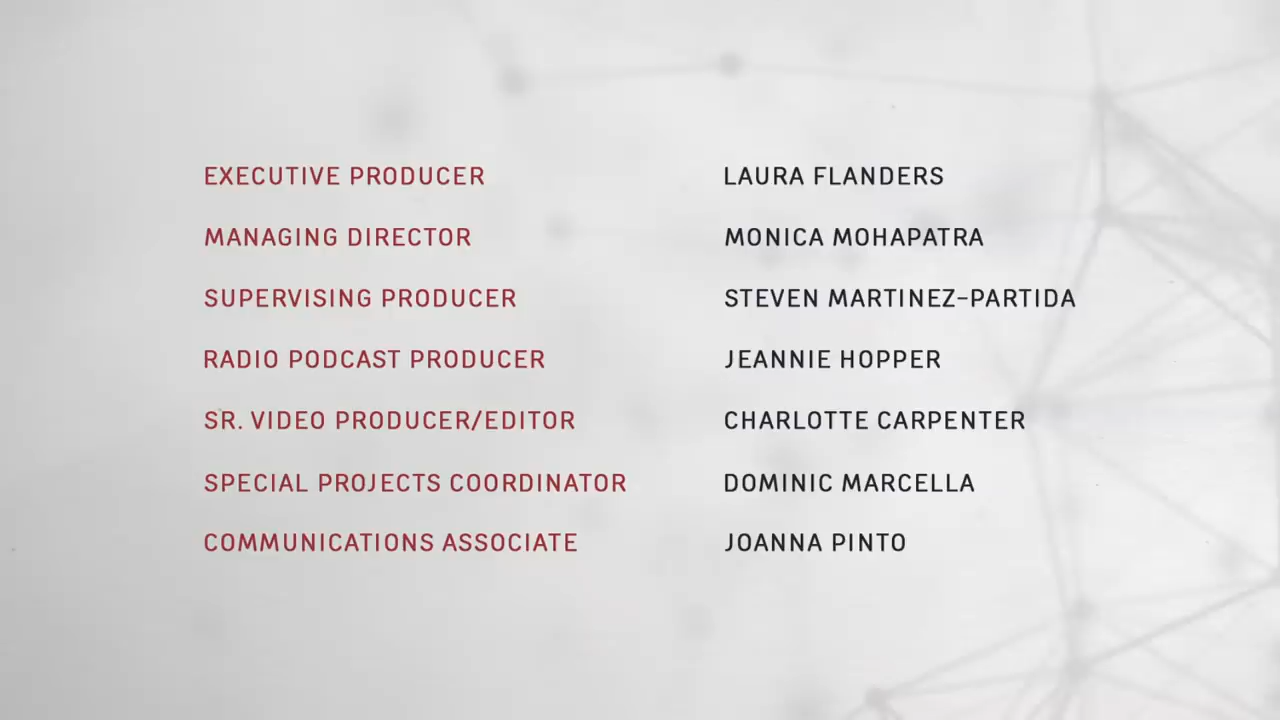 EXECUTIVE PRODUCER LAURA FLANDERS
MANAGING DIRECTOR MONICA MOHAPATRA
SUPERVISING PRODUCER STEVEN MARTINEZ-PARTIDA
RADIO PODCAST PRODUCER JEANNIE HOPPER
SR. VIDEO PRODUCER/EDITOR CHARLOTTE CARPENTER
SPECIAL PROJECTS COORDINATOR DOMINIC MARCELLA
COMMUNICATIONS ASSOCIATE JOANNA PINTO